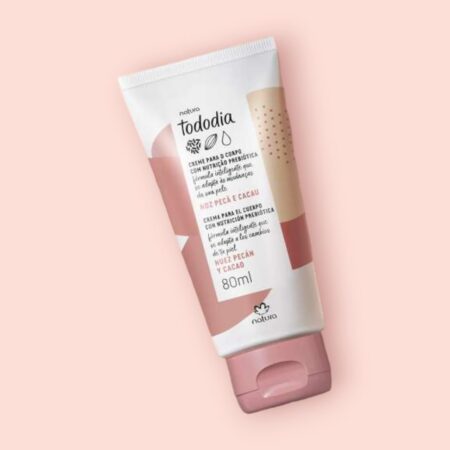 natura
tododia
CREME PARA O CORPO
COM NUTRIÇÃO PREBIÓTICA
fórmula inteligente que
se adapta às mudanças
da sua pele
NOZ PECÃ E CACAU
CREMA PARA EL CUERPO
CON NUTRICIÓN PREBIÓTICA
fórmula inteligente que
se adapta a los cambios
de tu piel
NUEZ PECÁN
Y CACAO
80ml
natura